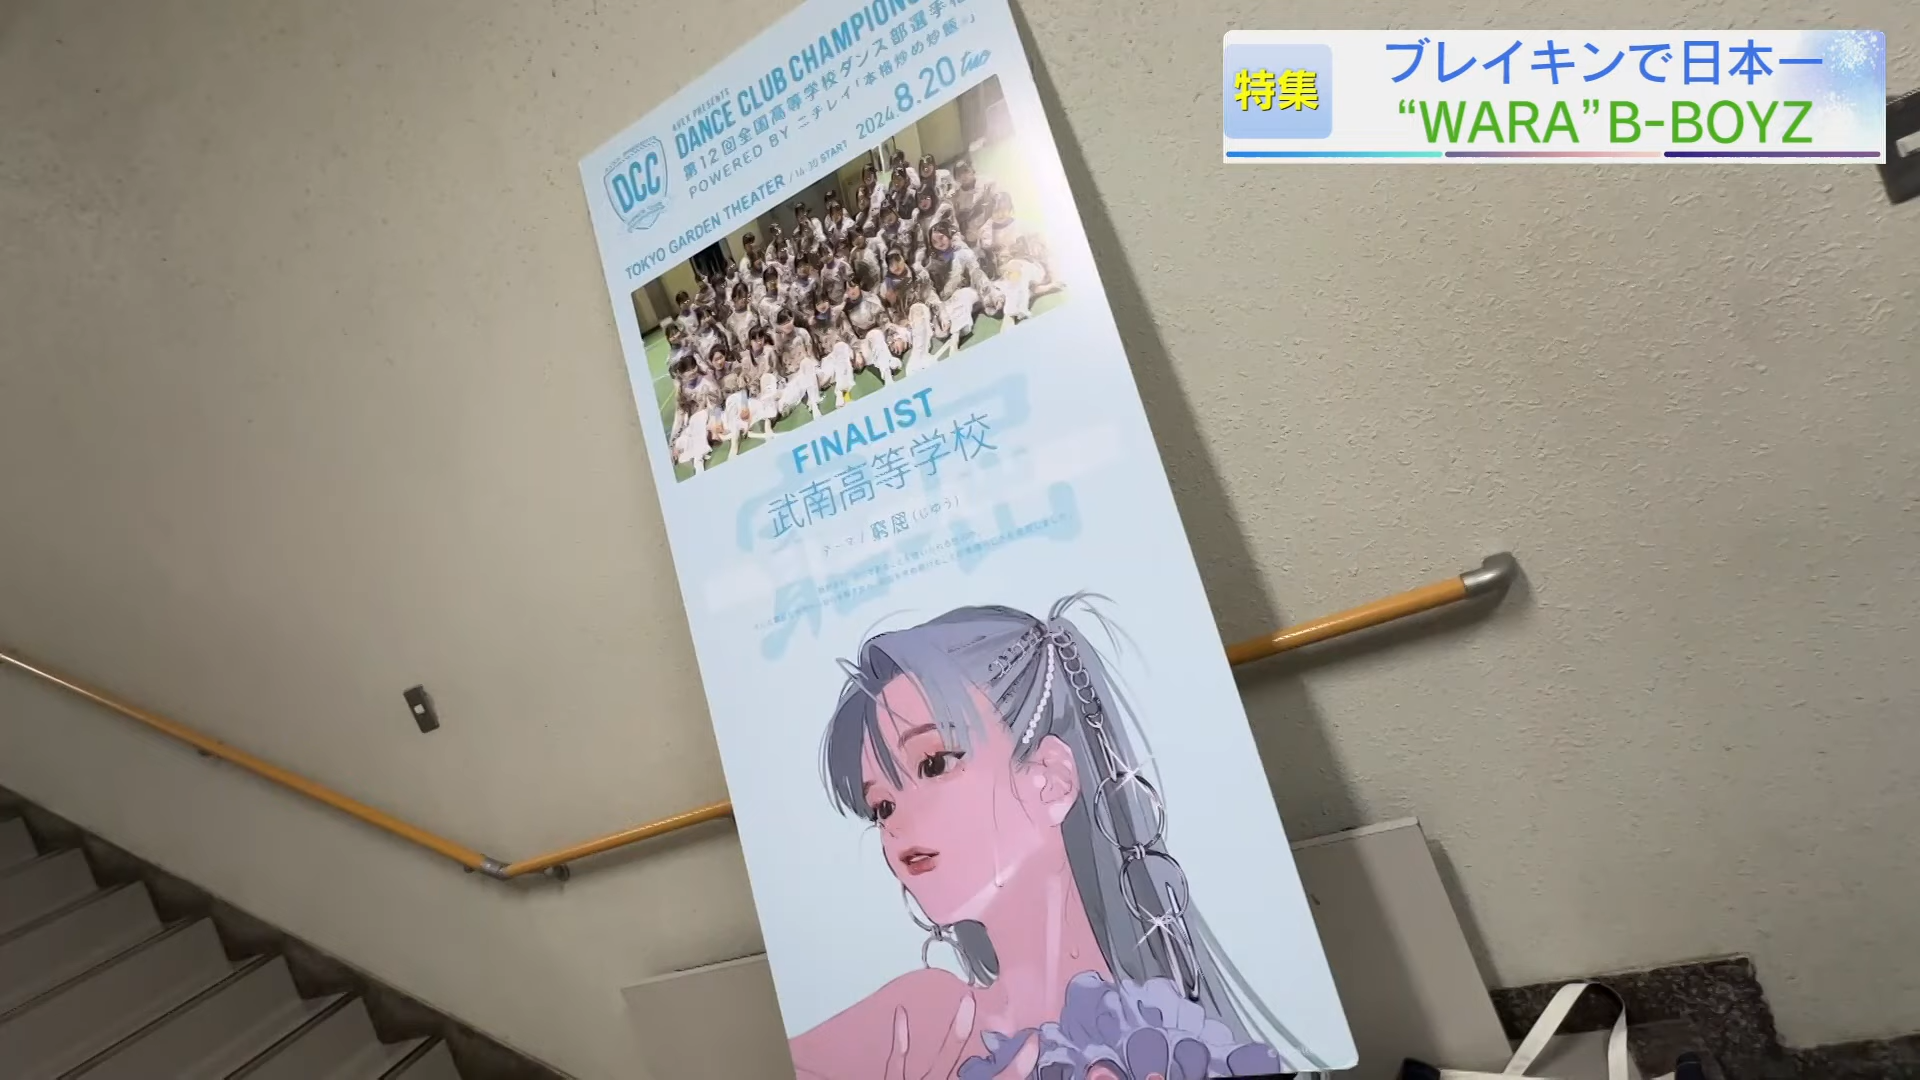 特集
ブレイキンで日本一
“WARA”B-BOYZ
AVEX PRESENTS
DANCE CLUB CHAMPIONS
第12回全国高等学校ダンス部選手権
POWERED BY ニチレイ「本格炒め炒飯®」
DCC
2024.8.20 tue
TOKYO GARDEN THEATER / 14:30 START
FINALIST
武南高等学校
テーマ / 窮屈(じゆう)